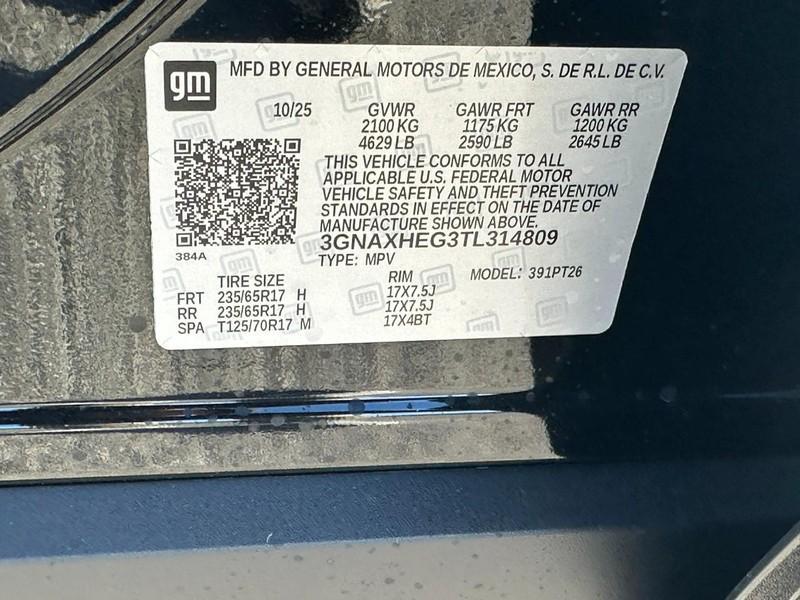 gm
MFD BY GENERAL MOTORS DE MEXICO, S. DE R.L. DE C.V.
10/25 GVWR GAWR FRT GAWR RR
2100 KG 1175 KG 1200 KG
4629 LB 2590 LB 2645 LB
THIS VEHICLE CONFORMS TO ALL
APPLICABLE U.S. FEDERAL MOTOR
VEHICLE SAFETY AND THEFT PREVENTION
STANDARDS IN EFFECT ON THE DATE OF
MANUFACTURE SHOWN ABOVE.
3GNAXHEG3TL314809
384A
TYPE: MPV
TIRE SIZE RIM MODEL: 391PT26
FRT 235/65R17 H 17X7.5J
RR 235/65R17 H 17X7.5J
SPA T125/70R17 M 17X4BT